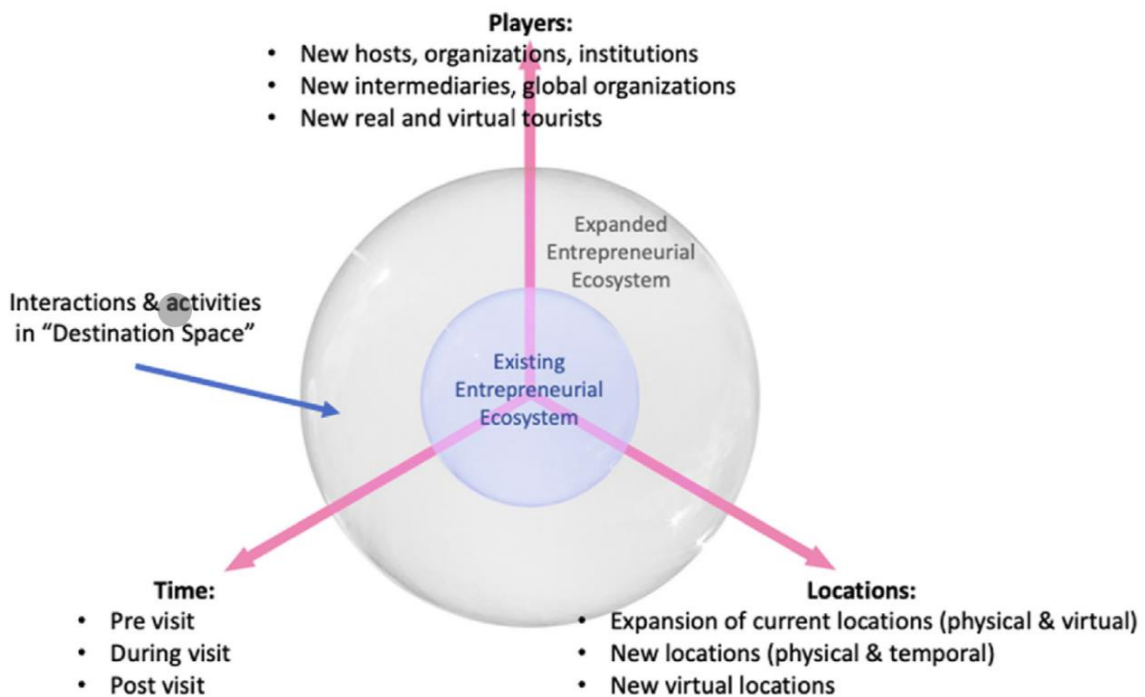 Players:
• New hosts, organizations, institutions
• New intermediaries, global organizations
• New real and virtual tourists
Expanded
Entrepreneurial
Ecosystem
Interactions & activities
in “Destination Space”
Existing
Entrepreneurial
Ecosystem
Time:
• Pre visit
• During visit
• Post visit
Locations:
• Expansion of current locations (physical & virtual)
• New locations (physical & temporal)
• New virtual locations